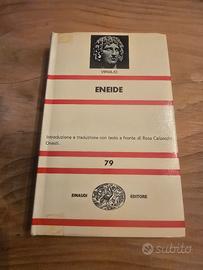 VIRGILIO
ENEIDE
Introduzione e traduzione con testo a fronte di Rosa Calzecchi
Onesti.
79
EINAUDI EDITORE
subito